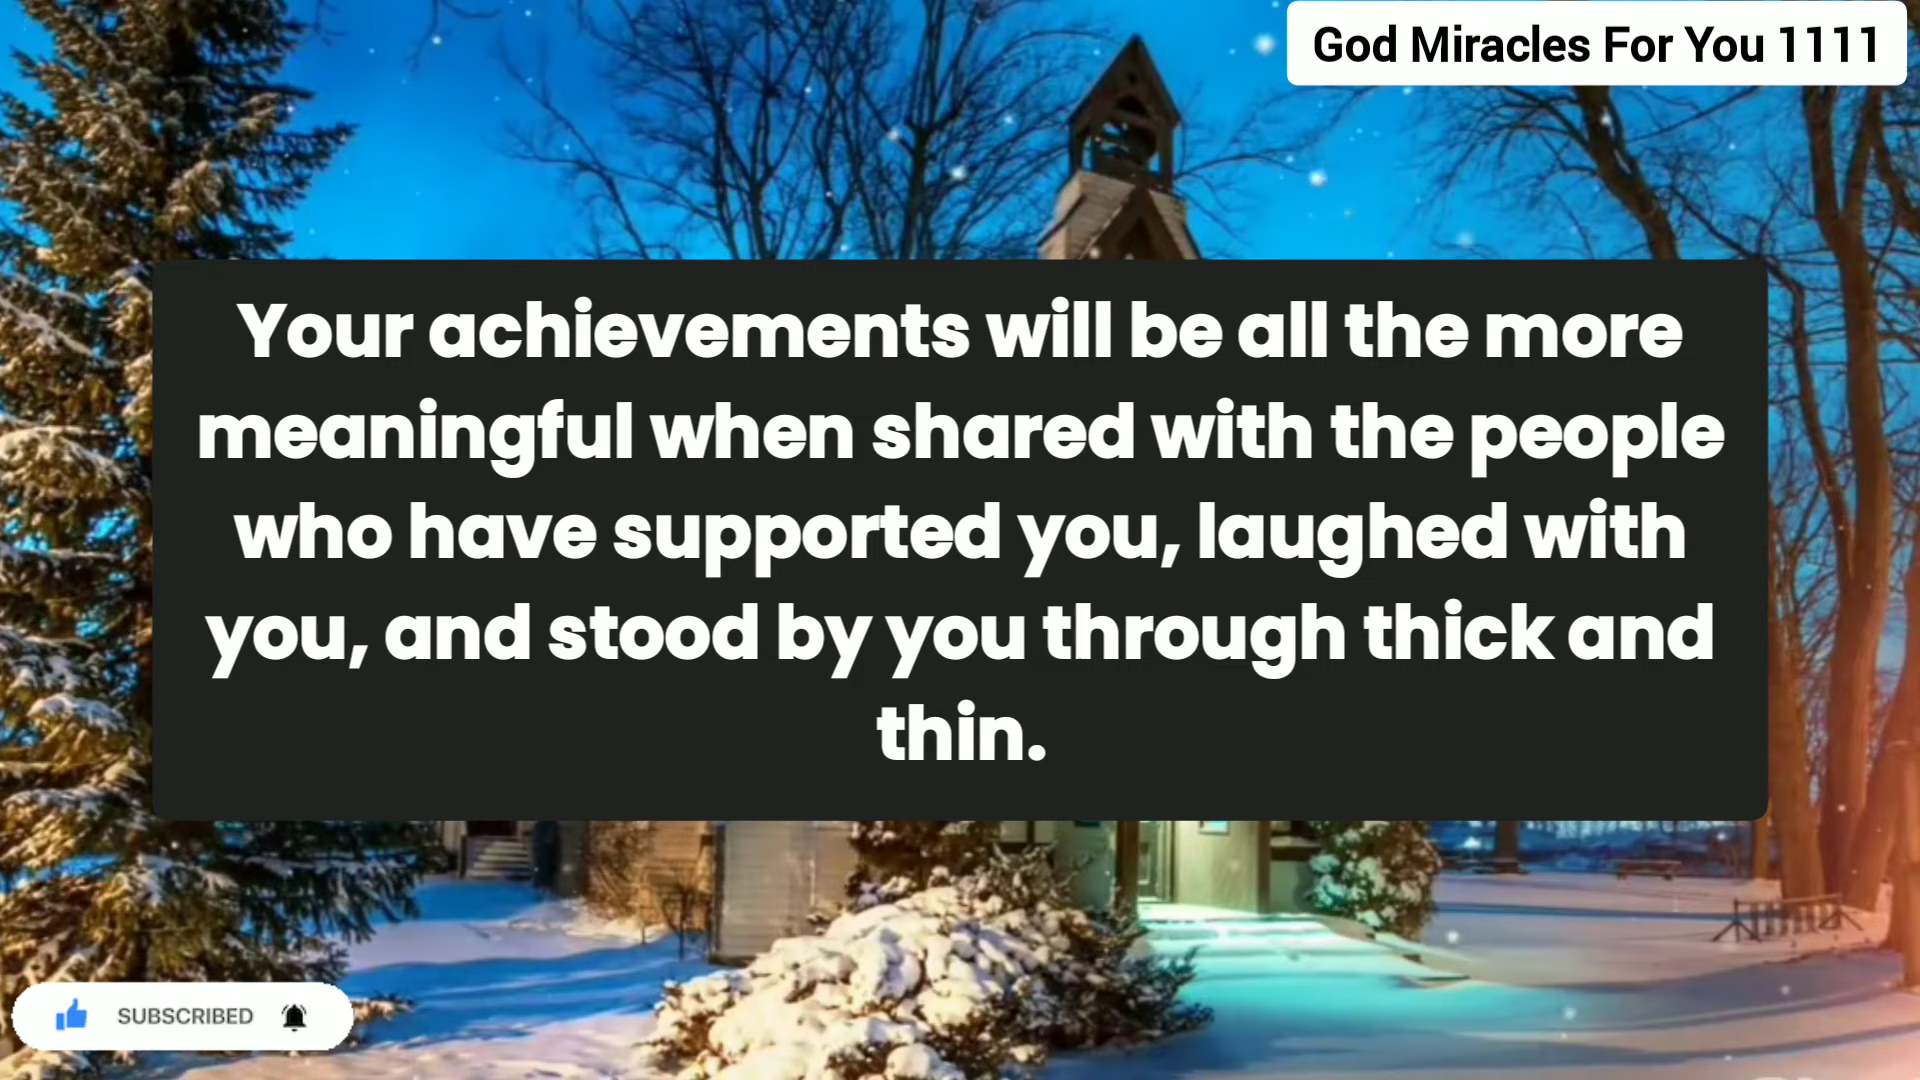 God Miracles For You 1111
Your achievements will be all the more
meaningful when shared with the people
who have supported you, laughed with
you, and stood by you through thick and
thin.
SUBSCRIBED